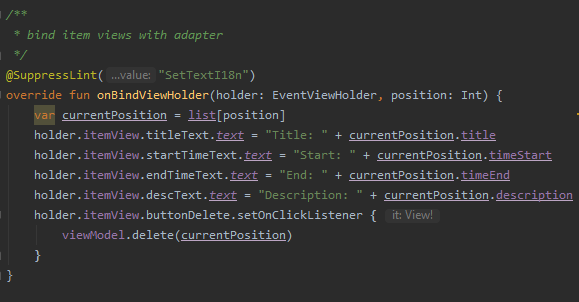 /**
 * bind item views with adapter
 */
@SuppressLint( ...value: "SetTextI18n")
override fun onBindViewHolder(holder: EventViewHolder, position: Int) {
    var currentPosition = list[position]
    holder.itemView.titleText.text = "Title: " + currentPosition.title
    holder.itemView.startTimeText.text = "Start: " + currentPosition.timeStart
    holder.itemView.endTimeText.text = "End: " + currentPosition.timeEnd
    holder.itemView.descText.text = "Description: " + currentPosition.description
    holder.itemView.buttonDelete.setOnClickListener { it: View!
        viewModel.delete(currentPosition)
    }
}